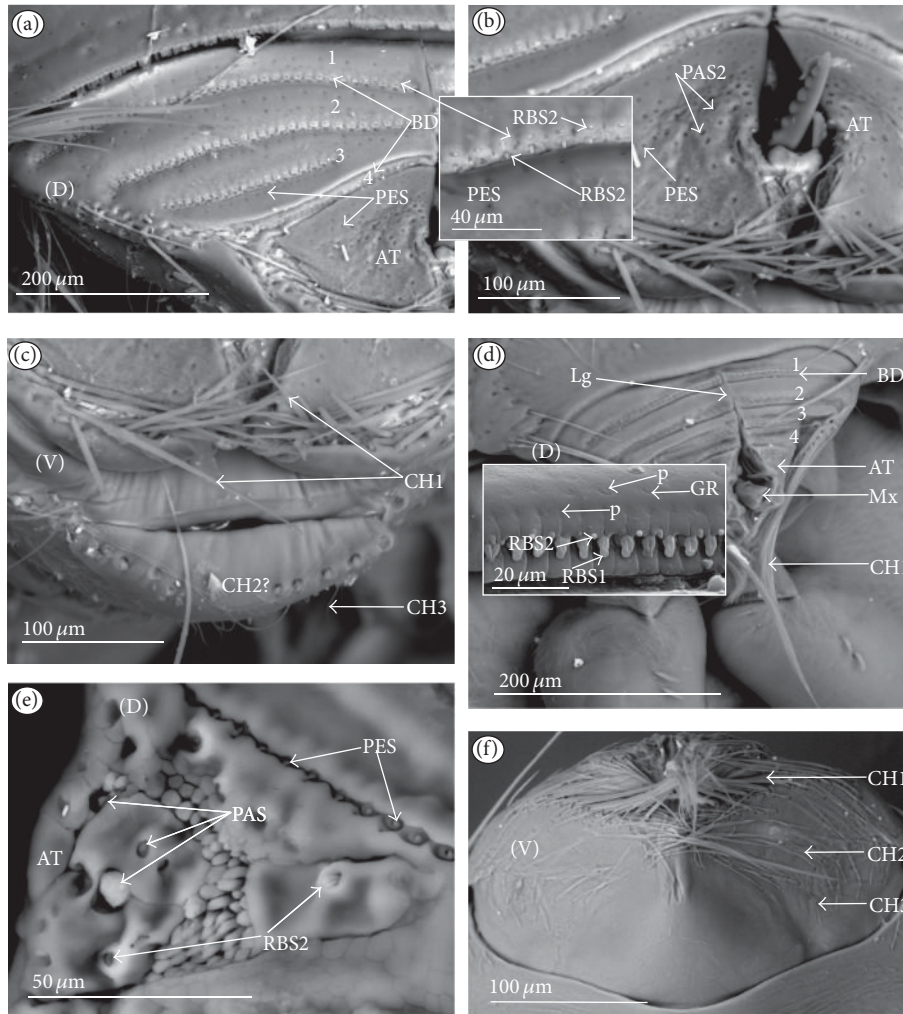 (a)
1
2
BD
3
4
(D)
PES
AT
200 µm
(b)
PAS2
RBS2
AT
PES
RBS2
PES
40 µm
100 µm
(c)
(V)
CH1
CH2?
CH3
100 µm
(d)
Lg
1
BD
2
3
4
(D)
p
GR
AT
Mx
p
RBS2
RBS1
20 µm
CH1
200 µm
(e)
(D)
PES
PAS
AT
RBS2
50 µm
(f)
CH1
(V)
CH2
CH3
100 µm